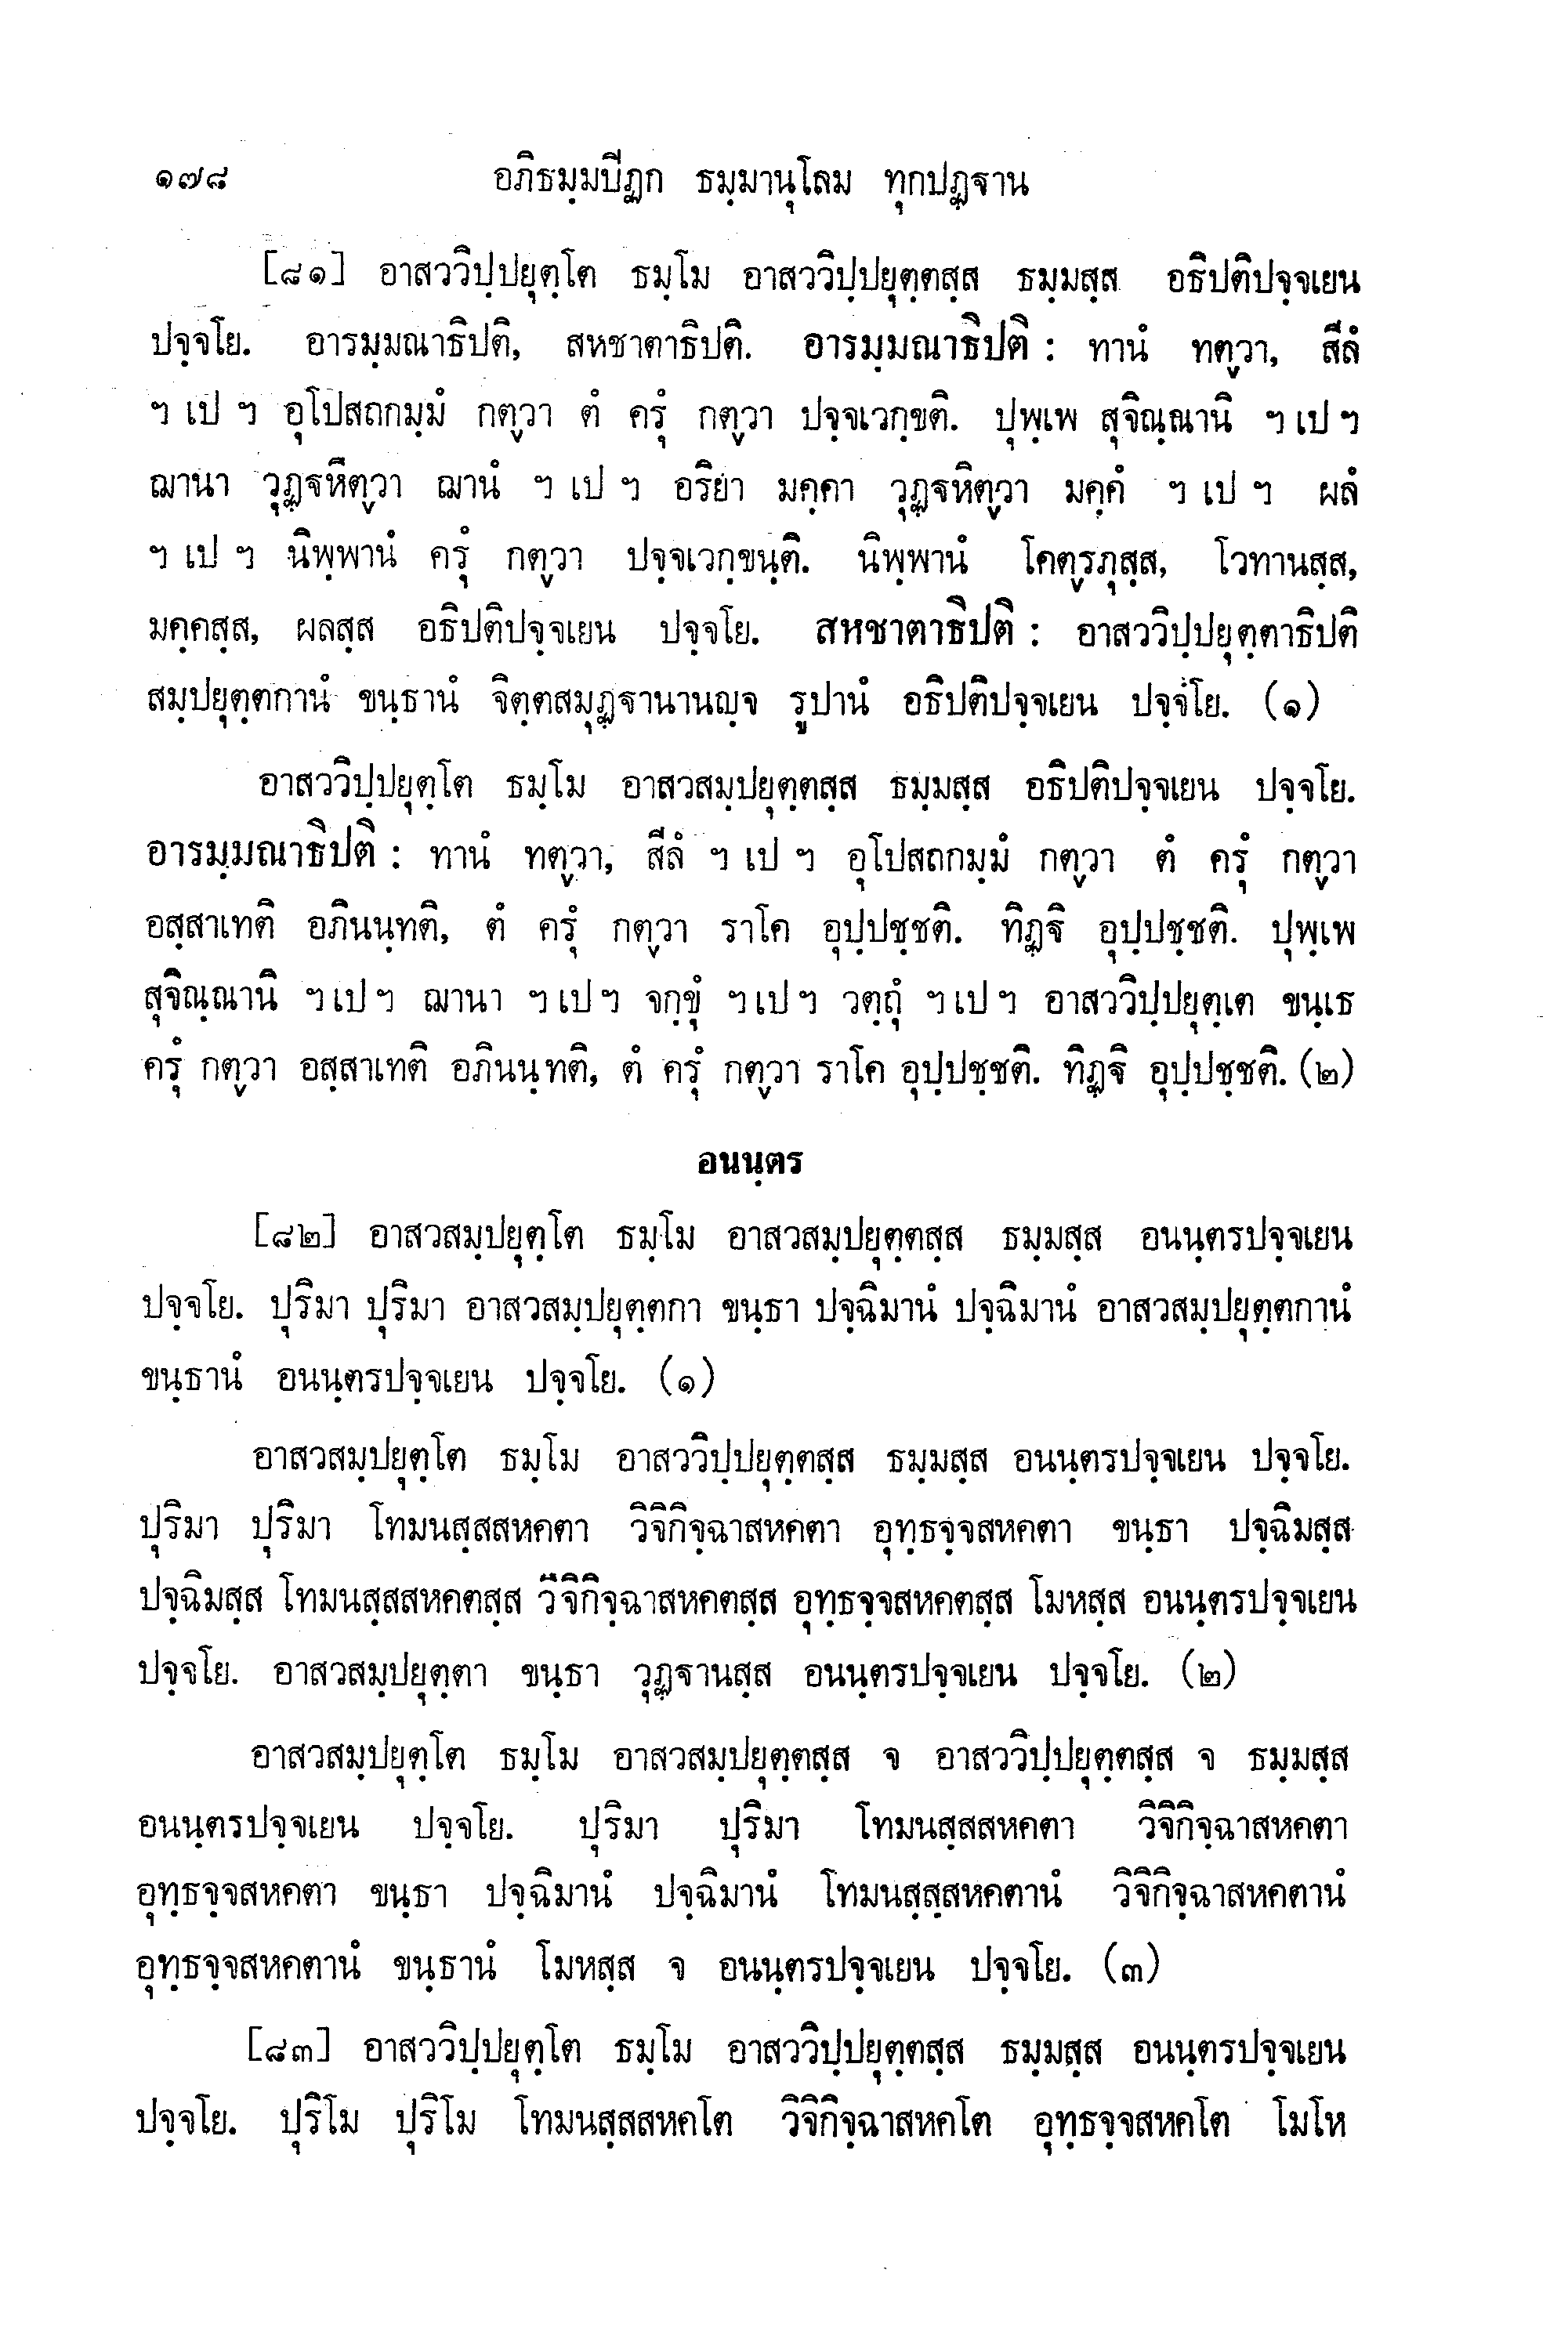 ๑๗๘ อภิธมฺมปีฏก ธมฺมานุโลม ทุกปฏฺฐาน
[๘๑] อาสววิปฺปยุตฺโต ธมฺโม อาสววิปฺปยุตฺตสฺส ธมฺมสฺส อธิปติปจฺจเยน
ปจฺจโย. อารมฺมณาธิปติ, สหชาตาธิปติ. อารมฺมณาธิปติ : ทานํ ทตฺวา, สีลํ
ฯ เป ฯ อุโปสถกมฺมํ กตฺวา ตํ ครุํ กตฺวา ปจฺจเวกฺขติ. ปุพฺเพ สุจิณฺณานิ ฯ เป ฯ
ฌานา วุฏฺฐหิตฺวา ฌานํ ฯ เป ฯ อริยา มคฺคา วุฏฺฐหิตฺวา มคฺคํ ฯ เป ฯ ผลํ
ฯ เป ฯ นิพฺพานํ ครุํ กตฺวา ปจฺจเวกฺขนฺติ. นิพฺพานํ โคตฺรภุสฺส, โวทานสฺส,
มคฺคสฺส, ผลสฺส อธิปติปจฺจเยน ปจฺจโย. สหชาตาธิปติ : อาสววิปฺปยุตฺตาธิปติ
สมฺปยุตฺตกานํ ขนฺธานํ จิตฺตสมุฏฺฐานานญฺจ รูปานํ อธิปติปจฺจเยน ปจฺจโย. (๑)
อาสววิปฺปยุตฺโต ธมฺโม อาสวสมฺปยุตฺตสฺส ธมฺมสฺส อธิปติปจฺจเยน ปจฺจโย.
อารมฺมณาธิปติ : ทานํ ทตฺวา, สีลํ ฯ เป ฯ อุโปสถกมฺมํ กตฺวา ตํ ครุํ กตฺวา
อสฺสาเทติ อภินนฺทติ, ตํ ครุํ กตฺวา ราโค อุปฺปชฺชติ. ทิฏฺฐิ อุปฺปชฺชติ. ปุพฺเพ
สุจิณฺณานิ ฯ เป ฯ ฌานา ฯ เป ฯ จกฺขุํ ฯ เป ฯ วตฺถุํ ฯ เป ฯ อาสววิปฺปยุตฺเต ขนฺเธ
ครุํ กตฺวา อสฺสาเทติ อภินนฺทติ, ตํ ครุํ กตฺวา ราโค อุปฺปชฺชติ. ทิฏฺฐิ อุปฺปชฺชติ. (๒)
อนนฺตร
[๘๒] อาสวสมฺปยุตฺโต ธมฺโม อาสวสมฺปยุตฺตสฺส ธมฺมสฺส อนนฺตรปจฺจเยน
ปจฺจโย. ปุริมา ปุริมา อาสวสมฺปยุตฺตกา ขนฺธา ปจฺฉิมานํ ปจฺฉิมานํ อาสวสมฺปยุตฺตกานํ
ขนฺธานํ อนนฺตรปจฺจเยน ปจฺจโย. (๑)
อาสวสมฺปยุตฺโต ธมฺโม อาสววิปฺปยุตฺตสฺส ธมฺมสฺส อนนฺตรปจฺจเยน ปจฺจโย.
ปุริมา ปุริมา โทมนสฺสสหคตา วิจิกิจฺฉาสหคตา อุทฺธจฺจสหคตา ขนฺธา ปจฺฉิมสฺส
ปจฺฉิมสฺส โทมนสฺสสหคตสฺส วิจิกิจฺฉาสหคตสฺส อุทฺธจฺจสหคตสฺส โมหสฺส อนนฺตรปจฺจเยน
ปจฺจโย. อาสวสมฺปยุตฺตา ขนฺธา วุฏฺฐานสฺส อนนฺตรปจฺจเยน ปจฺจโย. (๒)
อาสวสมฺปยุตฺโต ธมฺโม อาสวสมฺปยุตฺตสฺส จ อาสววิปฺปยุตฺตสฺส จ ธมฺมสฺส
อนนฺตรปจฺจเยน ปจฺจโย. ปุริมา ปุริมา โทมนสฺสสหคตา วิจิกิจฺฉาสหคตา
อุทฺธจฺจสหคตา ขนฺธา ปจฺฉิมานํ ปจฺฉิมานํ โทมนสฺสฺสหคตานํ วิจิกิจฺฉาสหคตานํ
อุทฺธจฺจสหคตานํ ขนฺธานํ โมหสฺส จ อนนฺตรปจฺจเยน ปจฺจโย. (๓)
[๘๓] อาสววิปฺปยุตฺโต ธมฺโม อาสววิปฺปยุตฺตสฺส ธมฺมสฺส อนนฺตรปจฺจเยน
ปจฺจโย. ปุริโม ปุริโม โทมนสฺสสหคโต วิจิกิจฺฉาสหคโต อุทฺธจฺจสหคโต โมโห